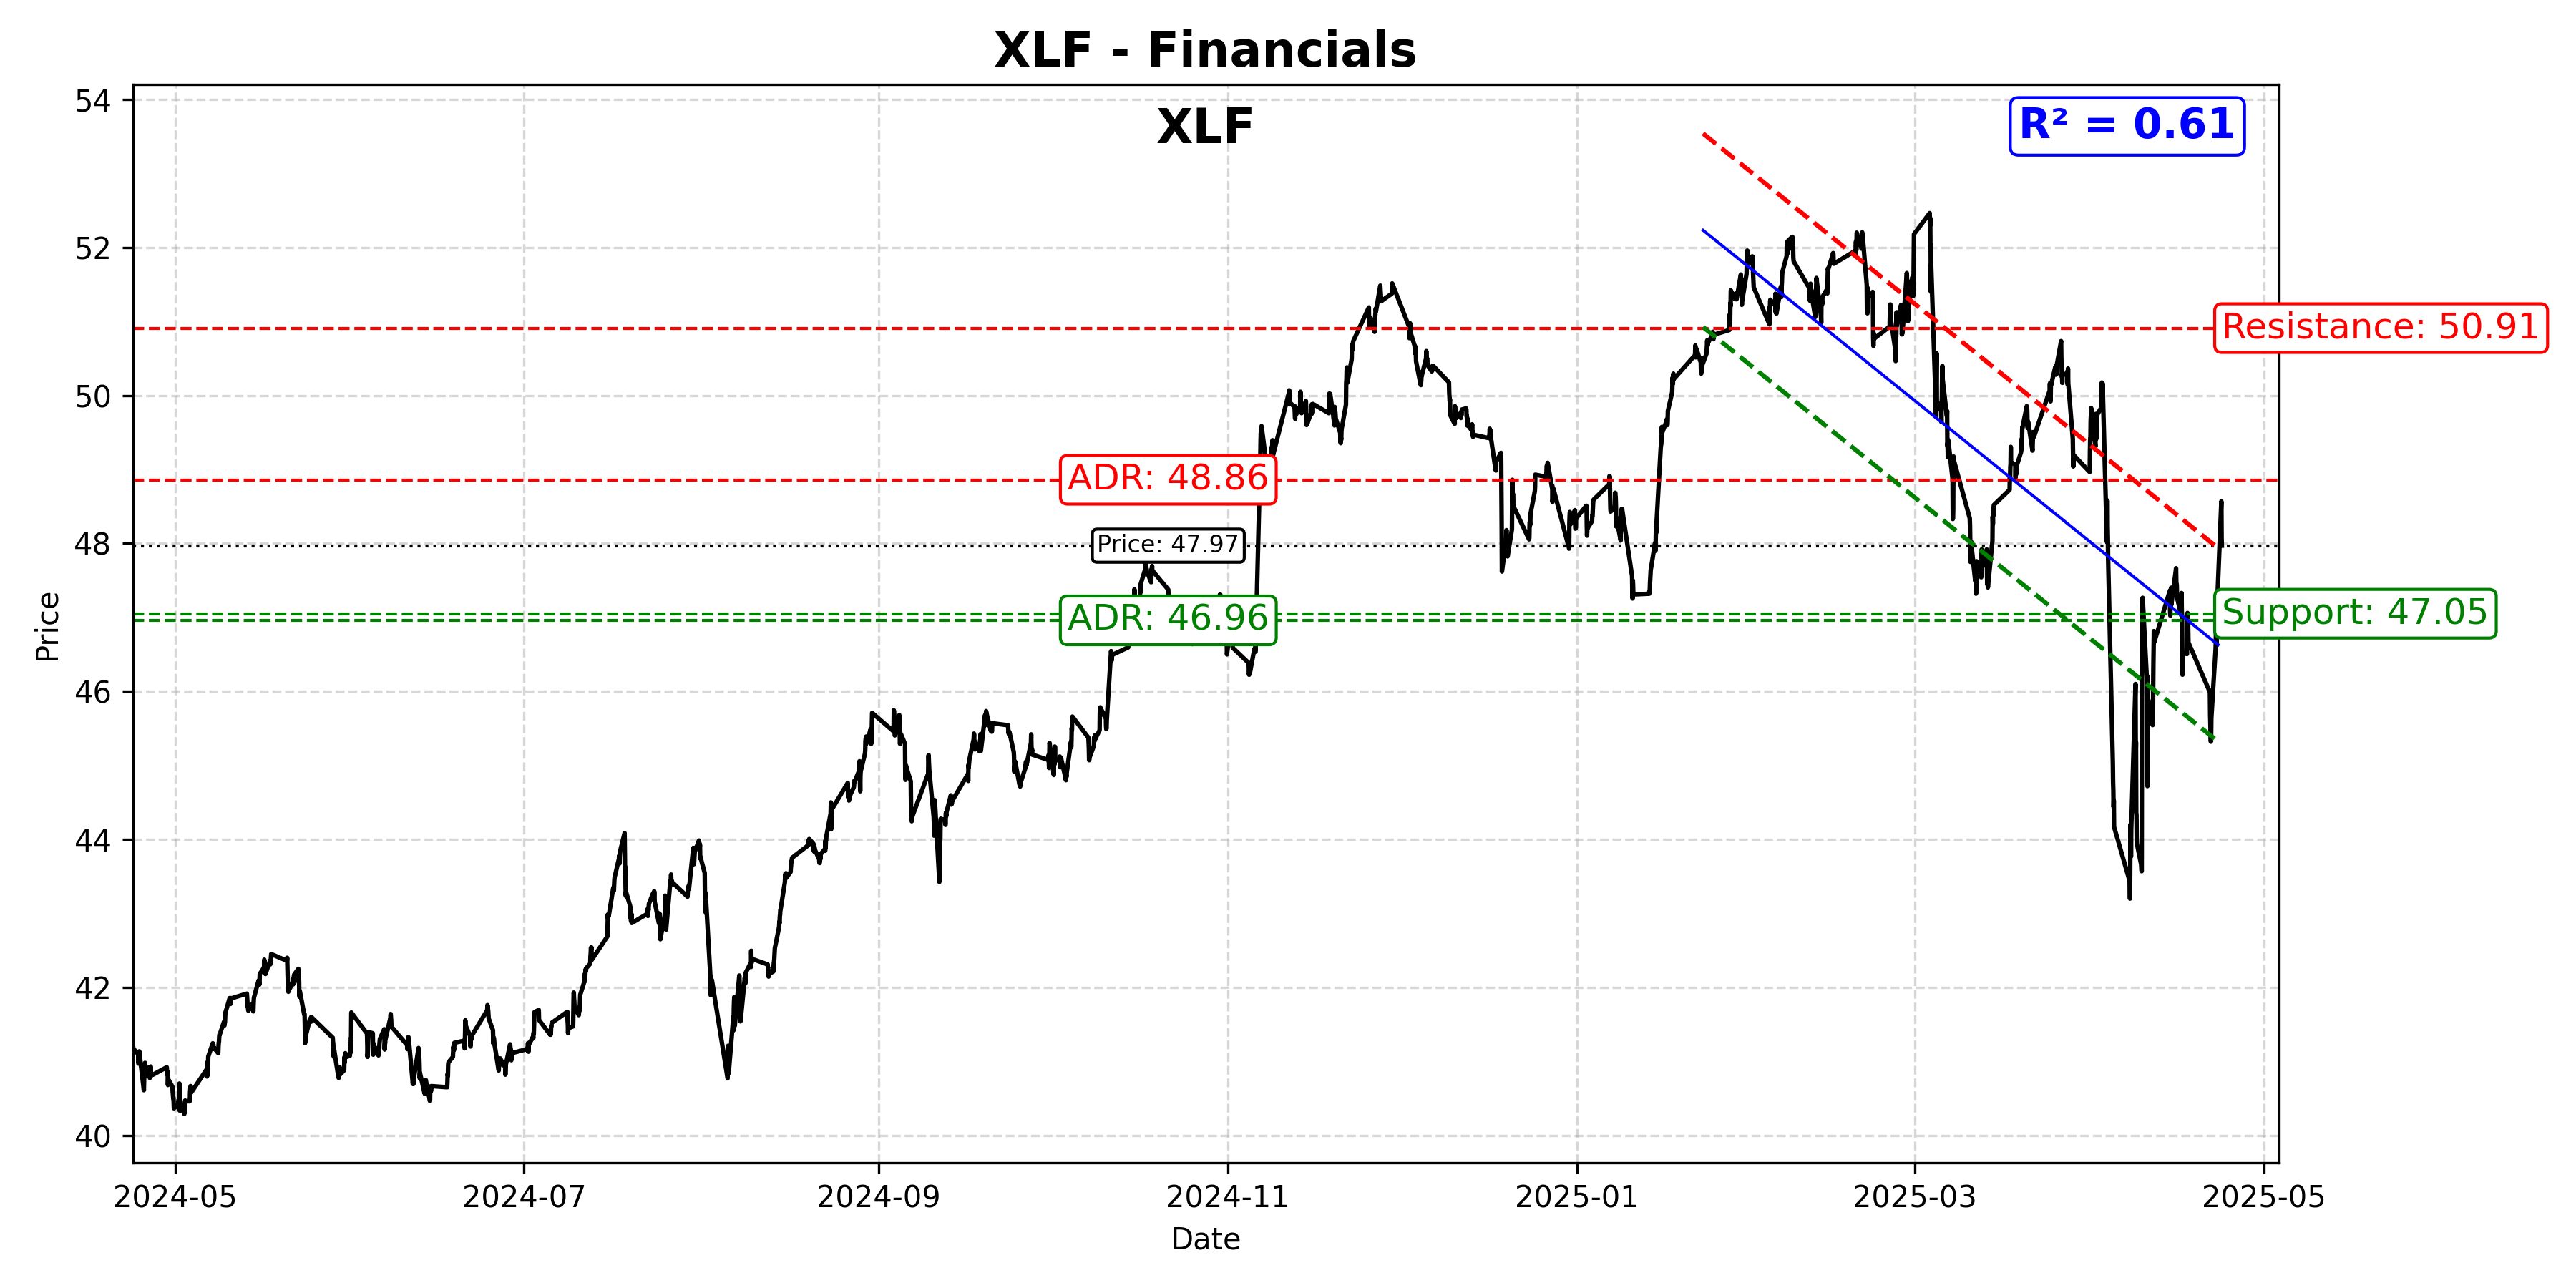 XLF - Financials
XLF
R² = 0.61
54
52
50
48
46
44
42
40
Price
Resistance: 50.91
ADR: 48.86
Price: 47.97
ADR: 46.96
Support: 47.05
2024-05
2024-07
2024-09
2024-11
2025-01
2025-03
2025-05
Date